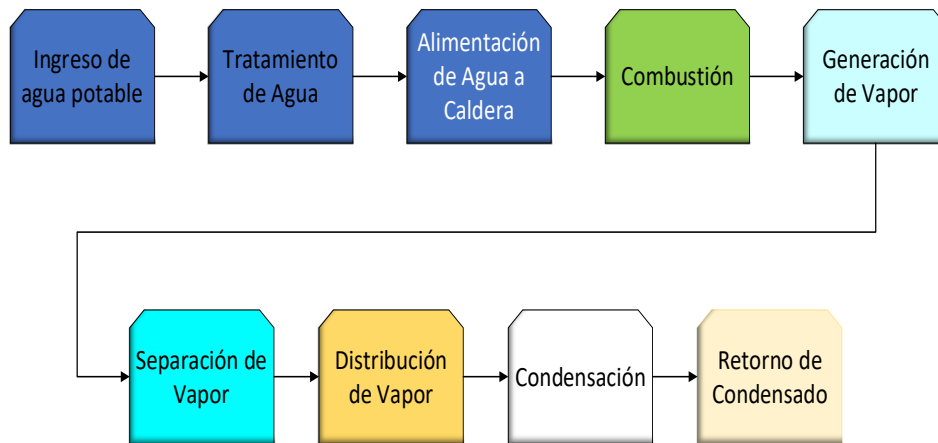 Ingreso de
agua potable
Tratamiento
de Agua
Alimentación
de Agua a
Caldera
Combustión
Generación
de Vapor
Separación de
Vapor
Distribución
de Vapor
Condensación
Retorno de
Condensado